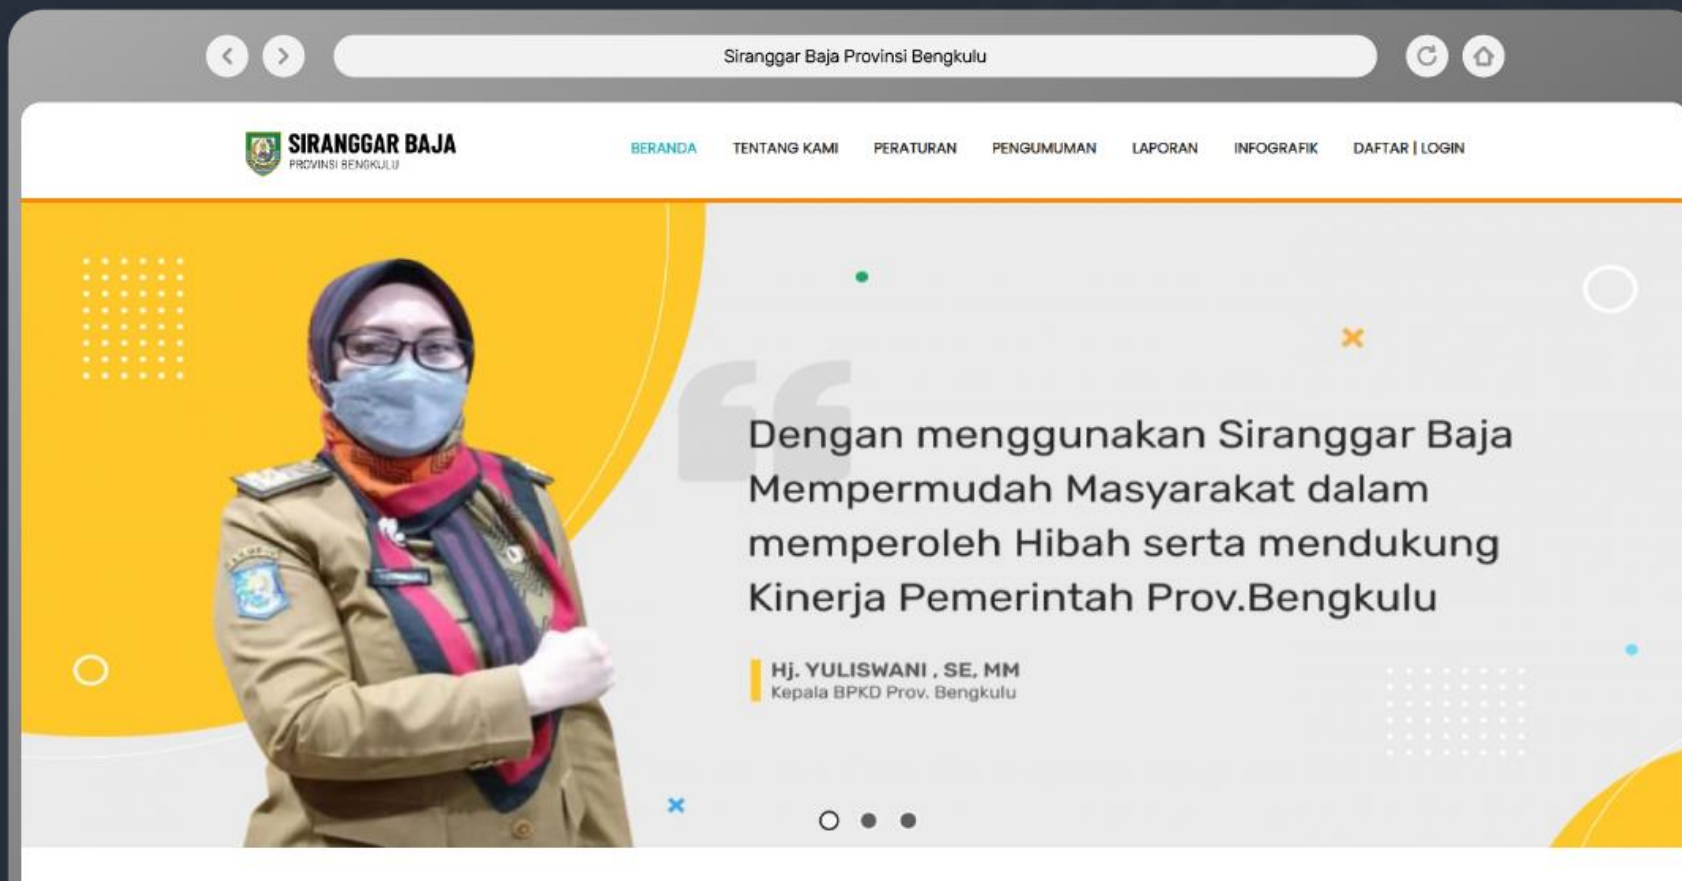 Siranggar Baja Provinsi Bengkulu
SIRANGGAR BAJA
PROVINSI BENGKULU
BERANDA TENTANG KAMI PERATURAN PENGUMUMAN LAPORAN INFOGRAFIK DAFTAR | LOGIN
Dengan menggunakan Siranggar Baja
Mempermudah Masyarakat dalam
memperoleh Hibah serta mendukung
Kinerja Pemerintah Prov.Bengkulu
Hj. YULISWANI , SE, MM
Kepala BPKD Prov. Bengkulu